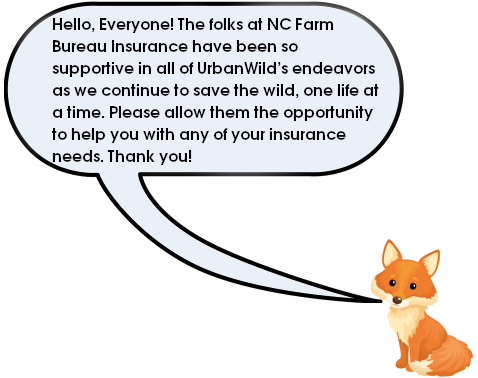 Hello, Everyone! The folks at NC Farm
Bureau Insurance have been so
supportive in all of UrbanWild's endeavors
as we continue to save the wild, one life at
a time. Please allow them the opportunity
to help you with any of your insurance
needs. Thank you!